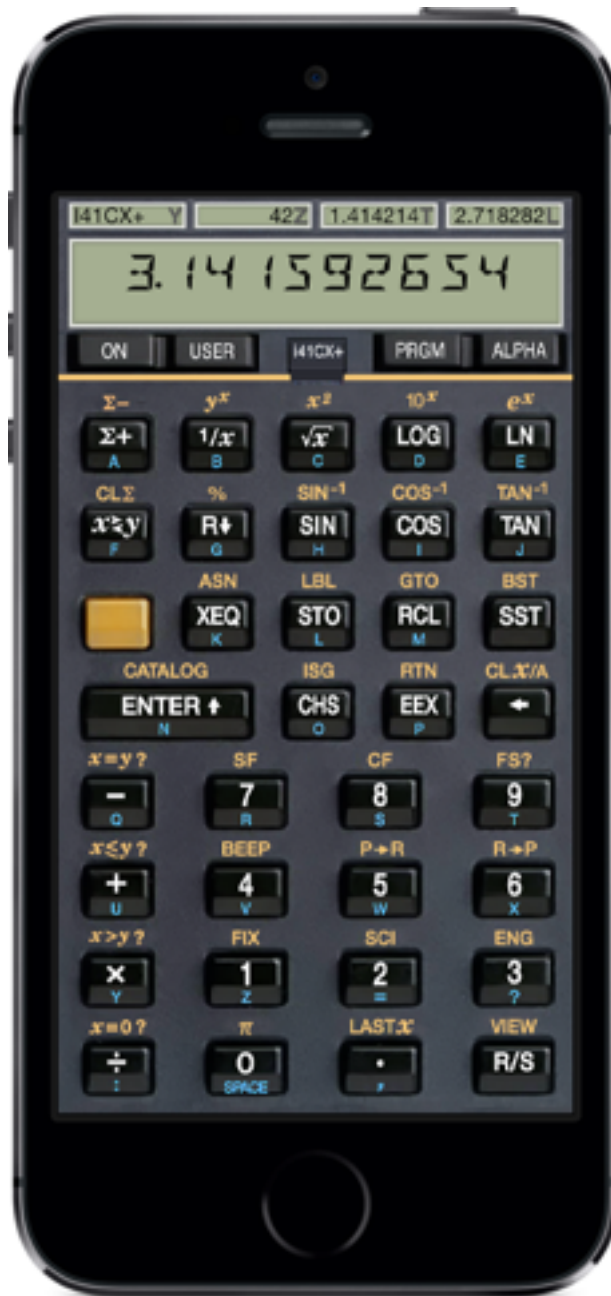 I41CX+ Y 42Z 1.414214T 2.718282L
3.141592654
ON USER I41CX+ PRGM ALPHA
Σ− yˣ x² 10ˣ eˣ
Σ+ 1/x √x LOG LN
A B C D E
CLΣ % SIN⁻¹ COS⁻¹ TAN⁻¹
x≷y R↓ SIN COS TAN
F G H I J
ASN LBL GTO BST
XEQ STO RCL SST
K L M
CATALOG ISG RTN CL x/A
ENTER ↑ CHS EEX ←
N O P
x=y? SF CF FS?
− 7 8 9
Q R S T
x≤y? BEEP P→R R→P
+ 4 5 6
U V W X
x>y? FIX SCI ENG
× 1 2 3
Y Z = ?
x=0? π LAST x VIEW
÷ 0 · R/S
: SPACE ,